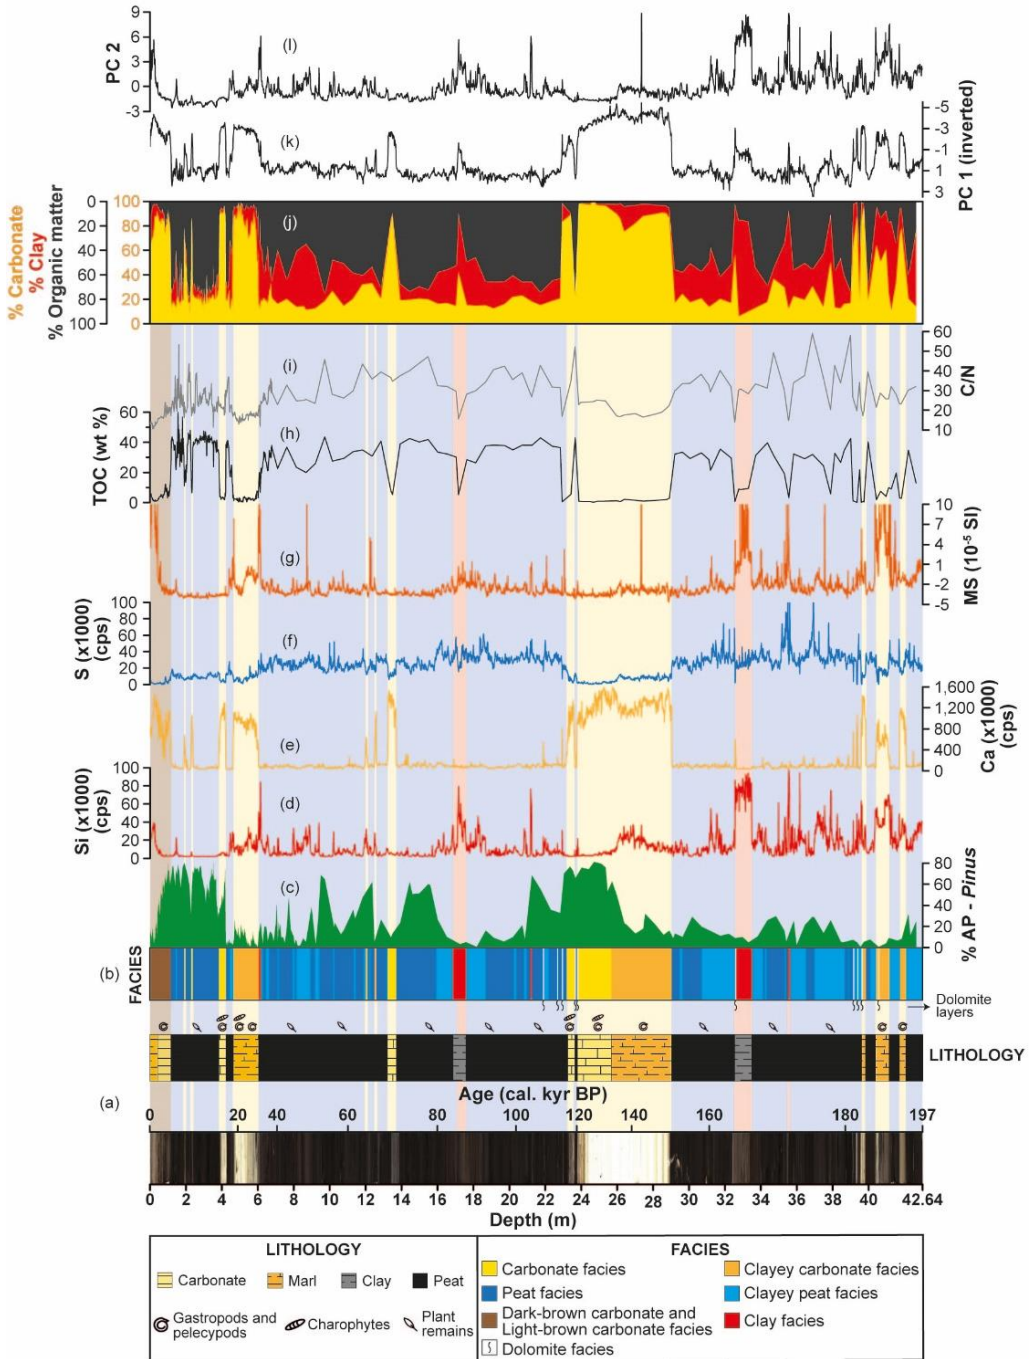 9
6
3
0
-3
PC 2
(l)
-5
-3
-1
1
3
PC 1 (inverted)
(k)
0
20
40
60
80
100
100
80
60
40
20
0
% Carbonate
% Clay
% Organic matter
(j)
60
50
40
30
20
10
C/N
(i)
60
40
20
0
TOC (wt %)
(h)
10
7
4
1
-2
-5
MS (10-5 SI)
(g)
100
80
60
40
20
0
S (x1000)
(cps)
(f)
1,600
1,200
800
400
0
Ca (x1000)
(cps)
(e)
100
80
60
40
20
0
Si (x1000)
(cps)
(d)
80
60
40
20
0
% AP - Pinus
(c)
FACIES
(b)
Dolomite
layers
LITHOLOGY
(a)
Age (cal. kyr BP)
0 20 40 60 80 100 120 140 160 180 197
0 2 4 6 8 10 12 14 16 18 20 22 24 26 28 30 32 34 36 38 40 42.64
Depth (m)
LITHOLOGY
Carbonate
Marl
Clay
Peat
Gastropods and
pelecypods
Charophytes
Plant
remains
FACIES
Carbonate facies
Clayey carbonate facies
Peat facies
Clayey peat facies
Dark-brown carbonate and
Light-brown carbonate facies
Clay facies
Dolomite facies